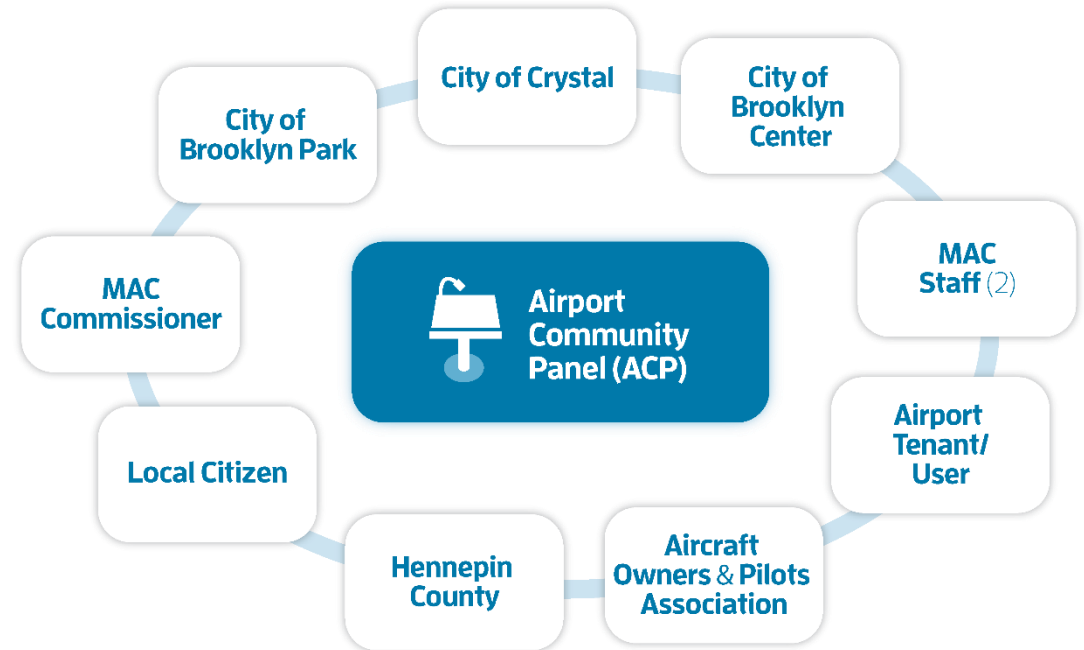 City of Crystal
City of
Brooklyn
Center
City of
Brooklyn Park
MAC
Staff (2)
MAC
Commissioner
Airport
Community
Panel (ACP)
Airport
Tenant/
User
Local Citizen
Aircraft
Owners & Pilots
Association
Hennepin
County